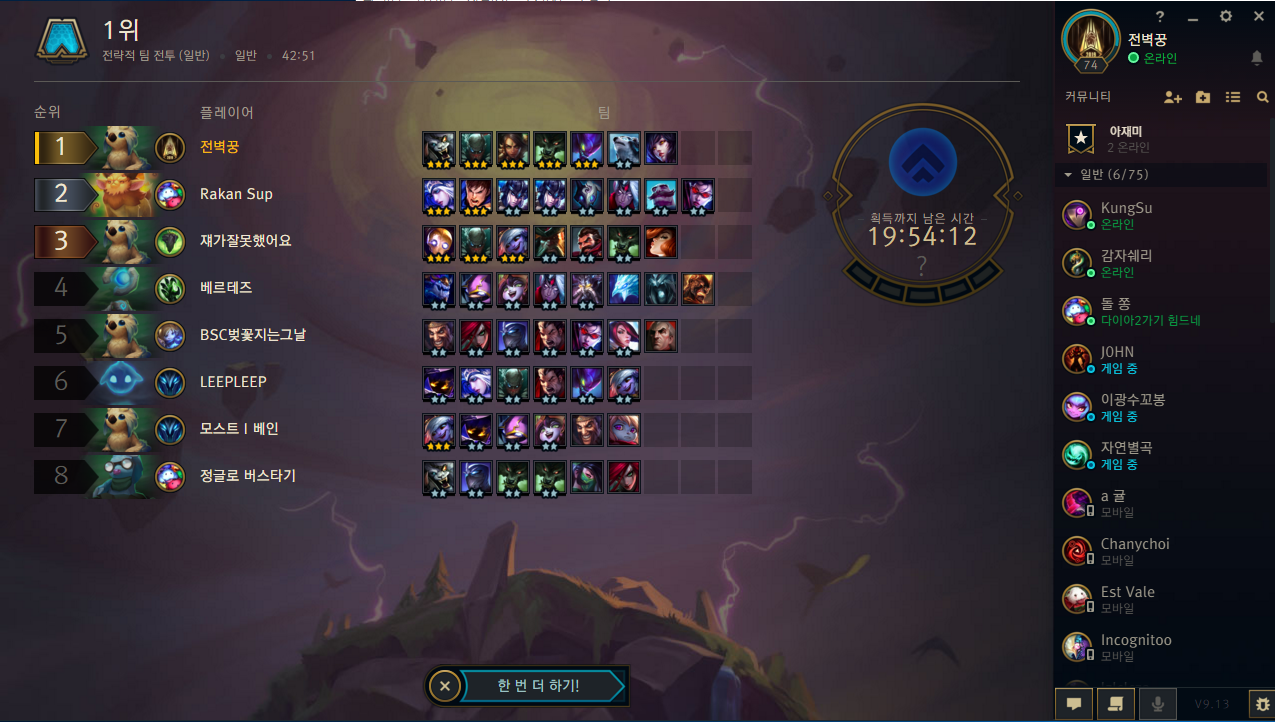 1위
전략적 팀 전투 (일반) 일반 42:51
순위 플레이어 팀
1 전벽꿍
2 Rakan Sup
3 쟤가잘못했어요
4 베르테즈
5 BSC벚꽃지는그날
6 LEEPLEEP
7 모스트ㅣ베인
8 정글로 버스타기
획득까지 남은 시간
19:54:12
?
한 번 더 하기!
?
74
전벽꿍
온라인
커뮤니티
아재미
2 온라인
일반 (6/75)
KungSu
온라인
감자쉐리
온라인
돌 쫑
다이아2가기 힘드네
J0HN
게임 중
이광수꼬봉
게임 중
자연별곡
게임 중
a 귤
모바일
Chanychoi
모바일
Est Vale
모바일
Incognitoo
모바일
V9.13